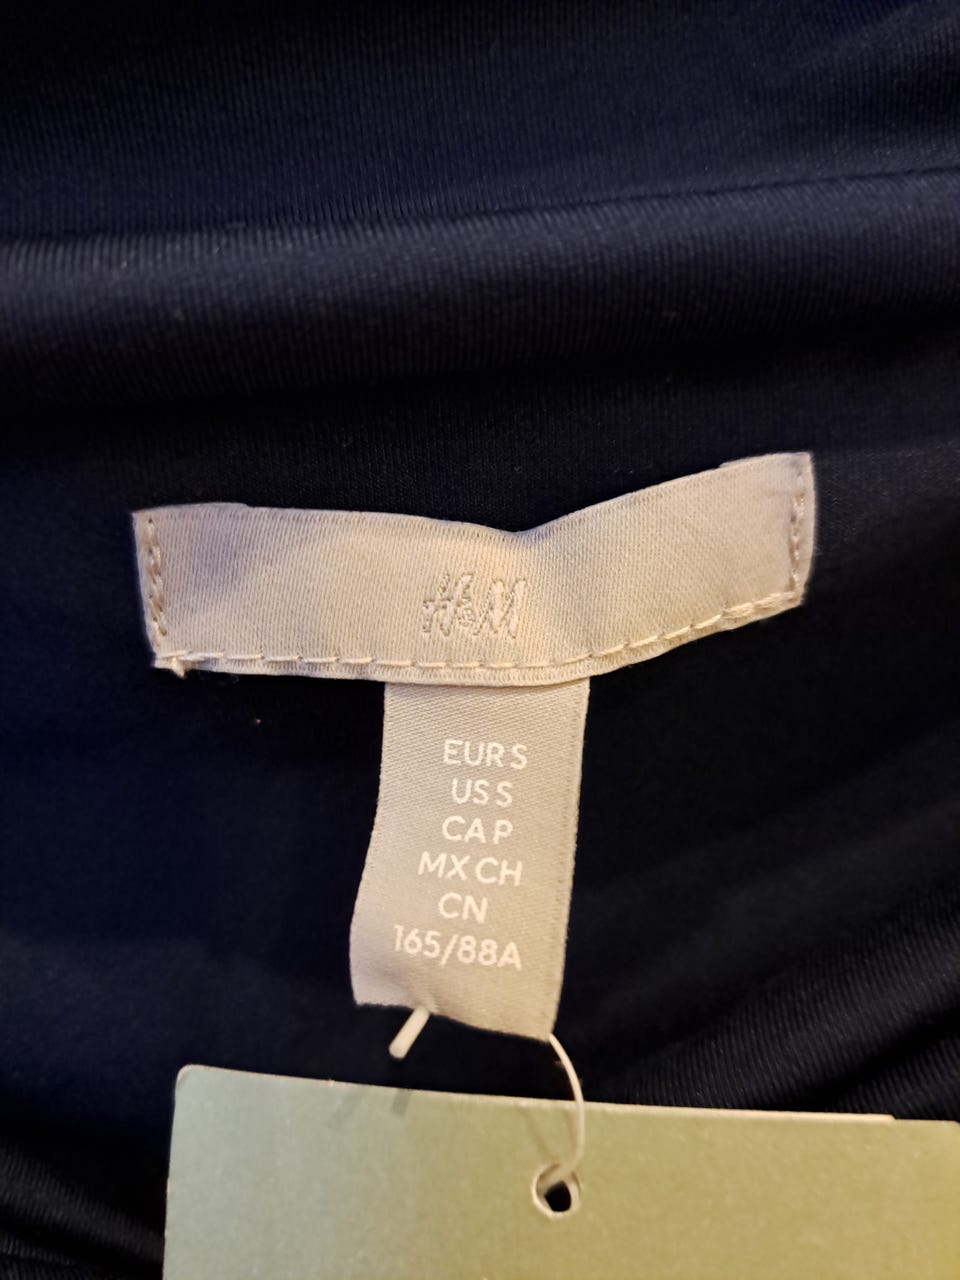 H&M
EUR S
US S
CA P
MX CH
CN
165/88A